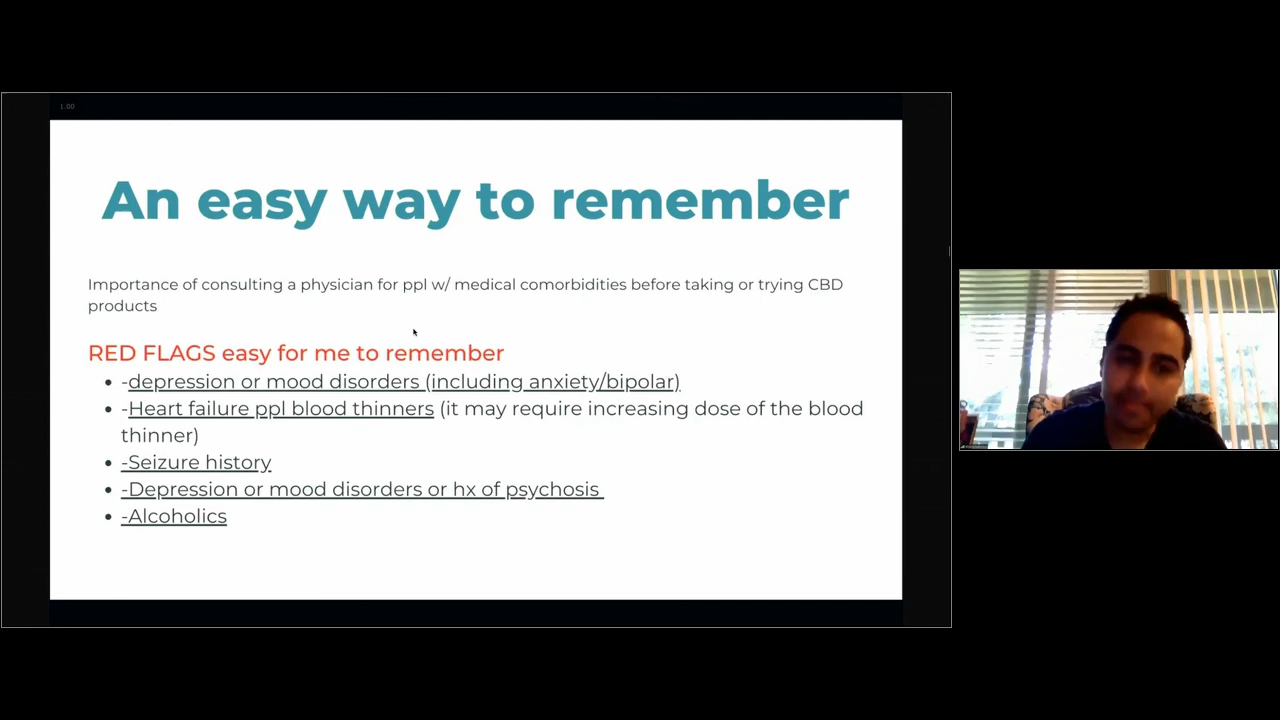 1.00
An easy way to remember
Importance of consulting a physician for ppl w/ medical comorbidities before taking or trying CBD
products
RED FLAGS easy for me to remember
-depression or mood disorders (including anxiety/bipolar)
-Heart failure ppl blood thinners (it may require increasing dose of the blood
thinner)
-Seizure history
-Depression or mood disorders or hx of psychosis
-Alcoholics